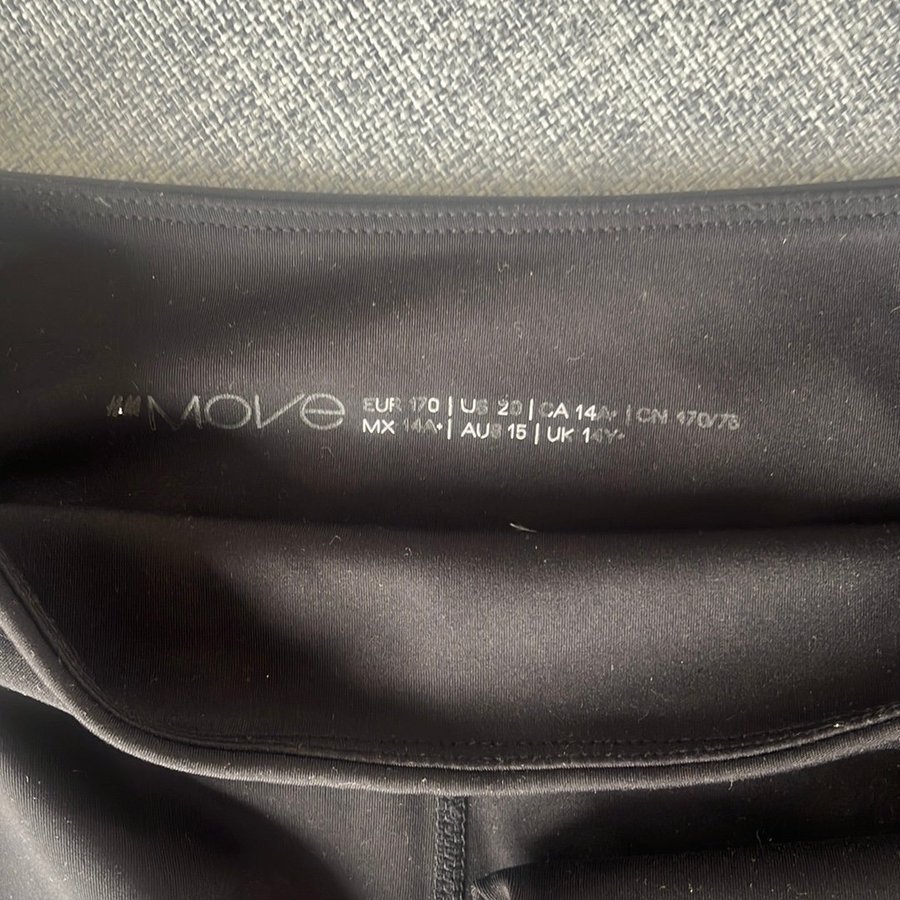 H&M MOVE
EUR 170 | US 20 | CA 14A+ | CN 170/76
MX 14A+ | AUS 15 | UK 14Y+